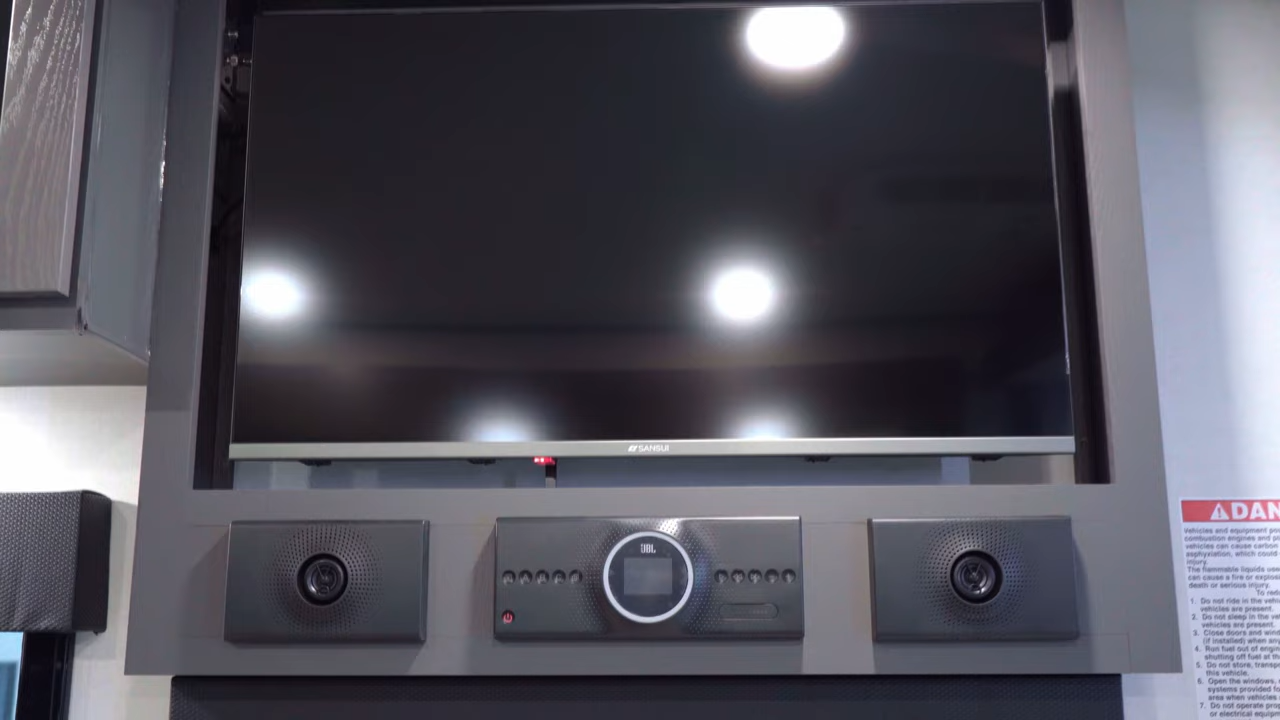 SANSUI
JBL
DAN
Vehicles and equipment po
combustion engines and p
vehicles can cause carbon
asphyxiation, which could
injury.
The flammable liquids use
can cause a fire or explos
death or serious injury.
To red
1. Do not ride in the vehi
vehicles are present.
2. Do not sleep in the ve
vehicles are present.
3. Close doors and wind
(if installed) when any
4. Run fuel out of engin
shutting off fuel at th
5. Do not store, transpo
this vehicle.
6. Open the windows,
systems provided fo
area when vehicles
7. Do not operate prop
or electrical equipm